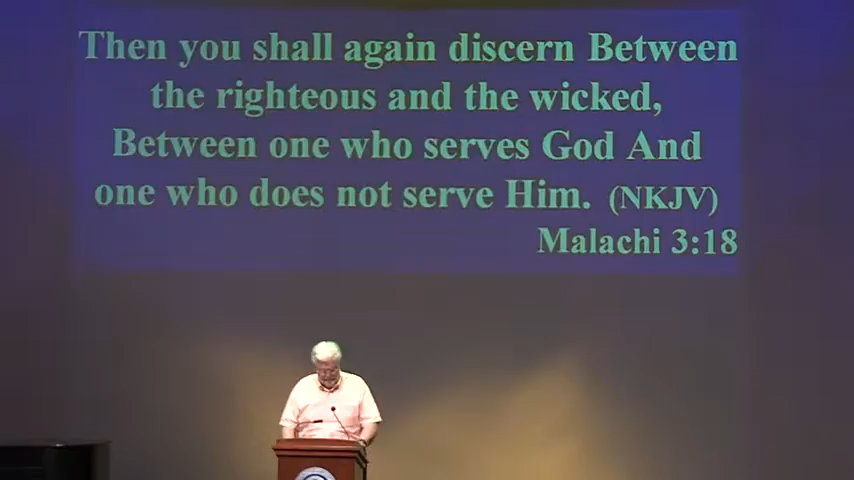 Then you shall again discern Between
the righteous and the wicked,
Between one who serves God And
one who does not serve Him. (NKJV)
Malachi 3:18